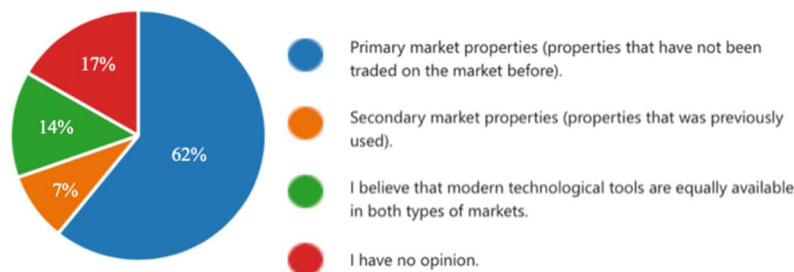 17%
14%
7%
62%
Primary market properties (properties that have not been
traded on the market before).
Secondary market properties (properties that was previously
used).
I believe that modern technological tools are equally available
in both types of markets.
I have no opinion.